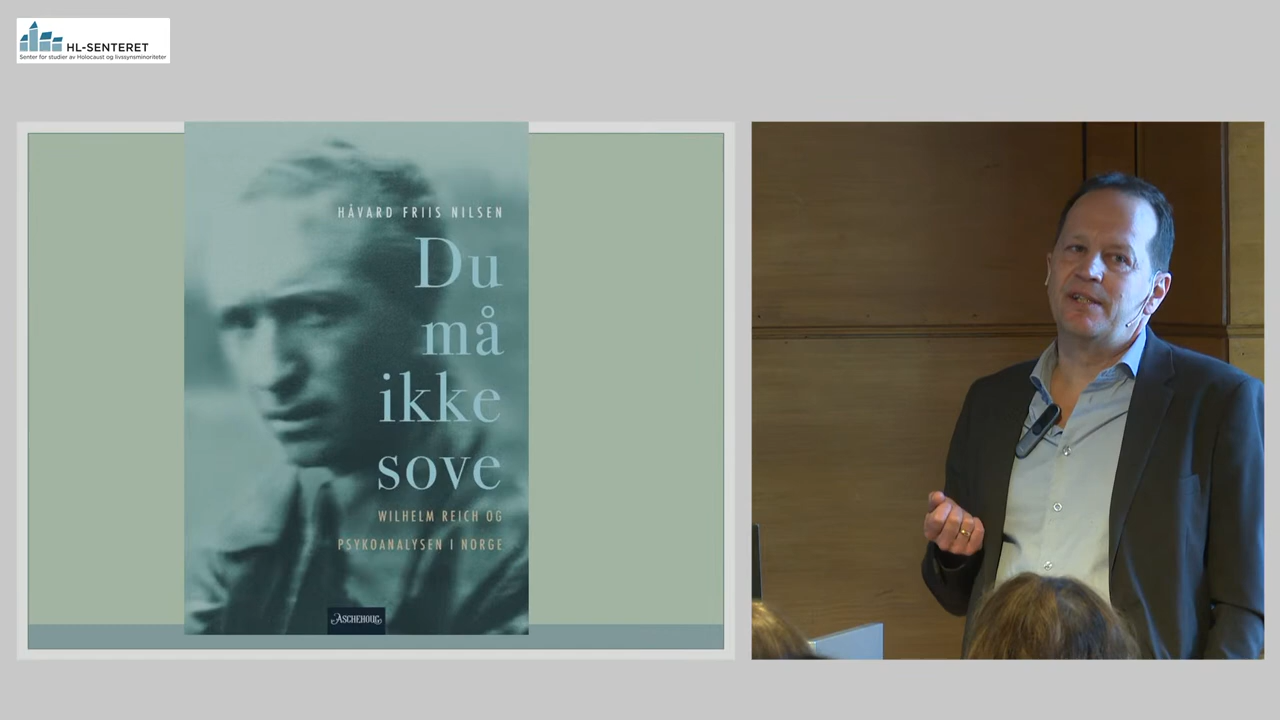 HL-SENTERET
Senter for studier av Holocaust og livssynsminoriteter
HÅVARD FRIIS NILSEN
Du
må
ikke
sove
WILHELM REICH OG
PSYKOANALYSEN I NORGE
ASCHEHOUG